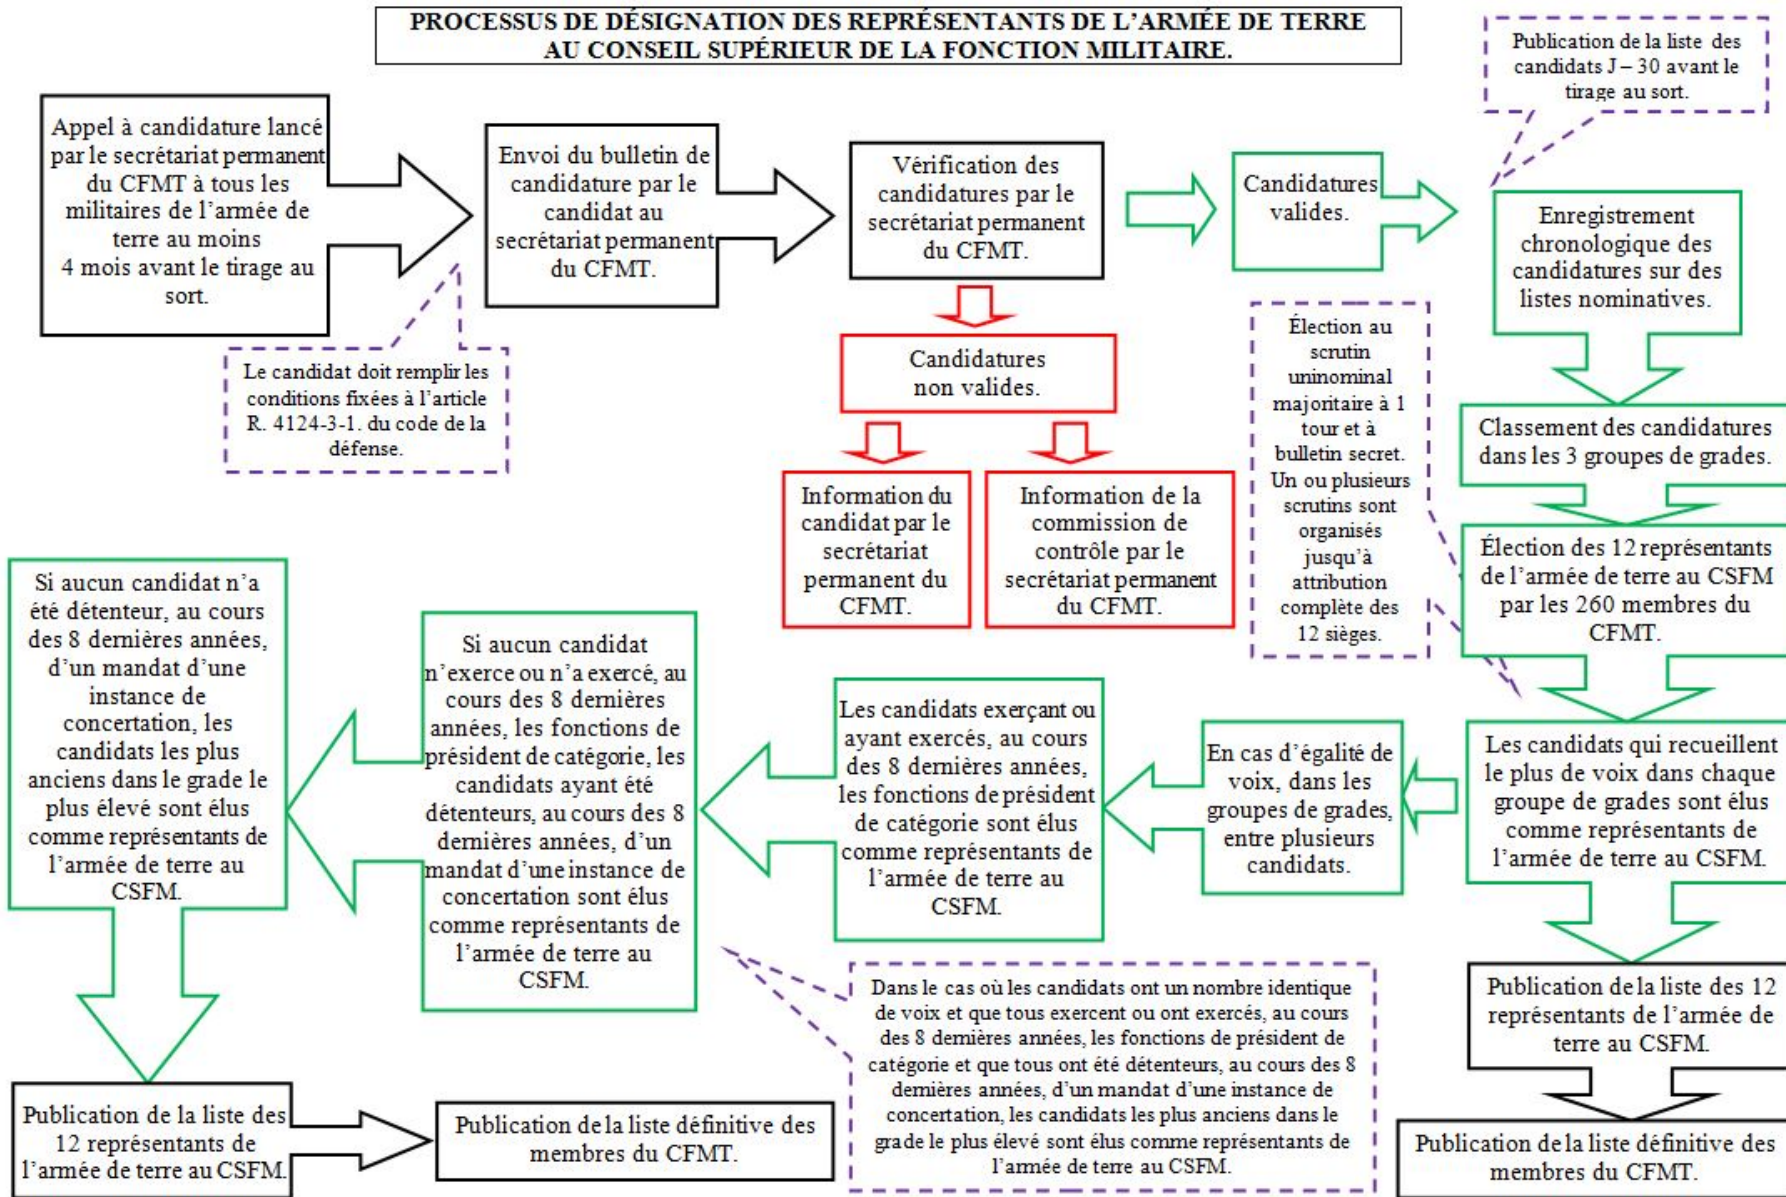 PROCESSUS DE DÉSIGNATION DES REPRÉSENTANTS DE L'ARMÉE DE TERRE
AU CONSEIL SUPÉRIEUR DE LA FONCTION MILITAIRE.
Publication de la liste des
candidats J – 30 avant le
tirage au sort.
Appel à candidature lancé
par le secrétariat permanent
du CFMT à tous les
militaires de l'armée de
terre au moins
4 mois avant le tirage au
sort.
Envoi du bulletin de
candidature par le
candidat au
secrétariat permanent
du CFMT.
Vérification des
candidatures par le
secrétariat permanent
du CFMT.
Candidatures
valides.
Enregistrement
chronologique des
candidatures sur des
listes nominatives.
Le candidat doit remplir les
conditions fixées à l'article
R. 4124-3-1. du code de la
défense.
Candidatures
non valides.
Information du
candidat par le
secrétariat
permanent du
CFMT.
Information de la
commission de
contrôle par le
secrétariat permanent
du CFMT.
Élection au
scrutin
uninominal
majoritaire à 1
tour et à
bulletin secret.
Un ou plusieurs
scrutins sont
organisés
jusqu'à
attribution
complète des
12 sièges.
Classement des candidatures
dans les 3 groupes de grades.
Élection des 12 représentants
de l'armée de terre au CSFM
par les 260 membres du
CFMT.
Les candidats qui recueillent
le plus de voix dans chaque
groupe de grades sont élus
comme représentants de
l'armée de terre au CSFM.
En cas d'égalité de
voix, dans les
groupes de grades,
entre plusieurs
candidats.
Les candidats exerçant ou
ayant exercés, au cours
des 8 dernières années,
les fonctions de président
de catégorie sont élus
comme représentants de
l'armée de terre au
CSFM.
Si aucun candidat
n'exerce ou n'a exercé, au
cours des 8 dernières
années, les fonctions de
président de catégorie, les
candidats ayant été
détenteurs, au cours des 8
dernières années, d'un
mandat d'une instance de
concertation sont élus
comme représentants de
l'armée de terre au
CSFM.
Si aucun candidat n'a
été détenteur, au cours
des 8 dernières années,
d'un mandat d'une
instance de
concertation, les
candidats les plus
anciens dans le grade le
plus élevé sont élus
comme représentants de
l'armée de terre au
CSFM.
Dans le cas où les candidats ont un nombre identique
de voix et que tous exercent ou ont exercés, au cours
des 8 dernières années, les fonctions de président de
catégorie et que tous ont été détenteurs, au cours des 8
dernières années, d'un mandat d'une instance de
concertation, les candidats les plus anciens dans le
grade le plus élevé sont élus comme représentants de
l'armée de terre au CSFM.
Publication de la liste des 12
représentants de l'armée de
terre au CSFM.
Publication de la liste définitive des
membres du CFMT.
Publication de la liste des
12 représentants de
l'armée de terre au CSFM.
Publication de la liste définitive des
membres du CFMT.